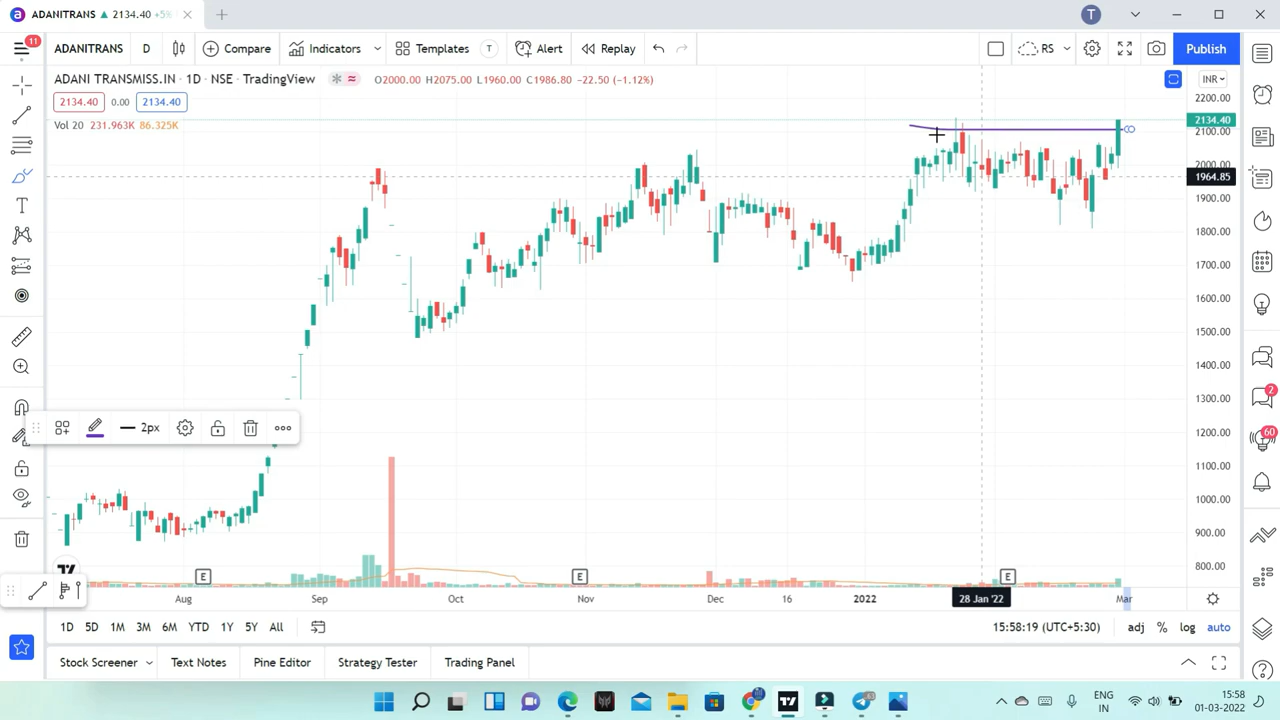 ADANITRANS ▲ 2134.40 +5%
T
11
ADANITRANS D Compare Indicators Templates T Alert Replay RS Publish
ADANI TRANSMISS.IN · 1D · NSE · TradingView O2000.00 H2075.00 L1960.00 C1986.80 −22.50 (−1.12%)
INR
2134.40 0.00 2134.40
Vol 20 231.963K 86.325K
2200.00
2134.40
2100.00
2000.00
1964.85
1900.00
1800.00
1700.00
1600.00
1500.00
1400.00
1300.00
1200.00
1100.00
1000.00
900.00
800.00
T
2px
2
60
E E E
Aug Sep Oct Nov Dec 16 2022 28 Jan '22 Mar
1D 5D 1M 3M 6M YTD 1Y 5Y All 15:58:19 (UTC+5:30) adj % log auto
Stock Screener Text Notes Pine Editor Strategy Tester Trading Panel
ENG
IN
15:58
01-03-2022